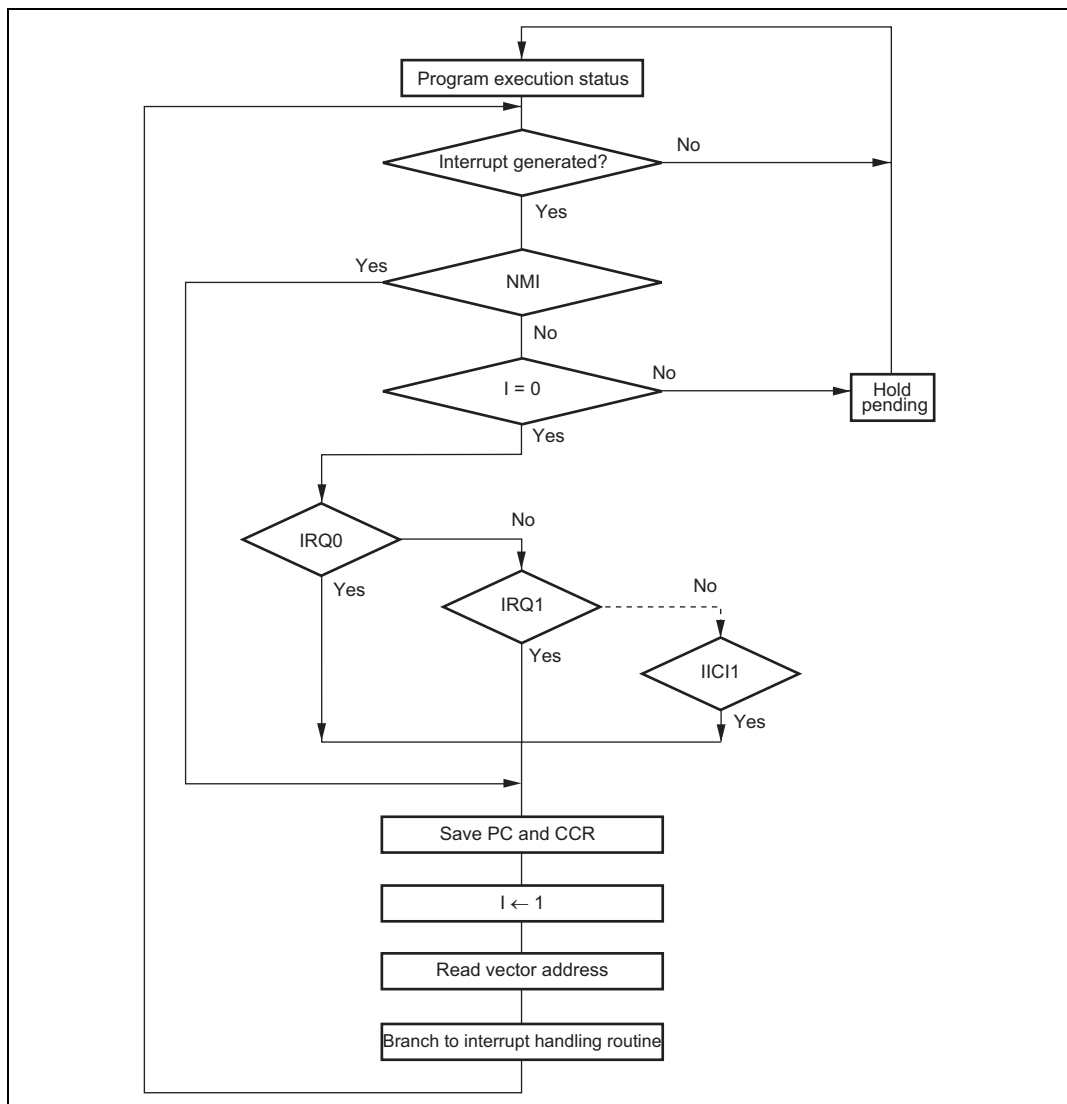 Program execution status
Interrupt generated?
No
Yes
Yes
NMI
No
I = 0
No
Hold
pending
Yes
IRQ0
No
Yes
IRQ1
No
Yes
IICI1
Yes
Save PC and CCR
I ← 1
Read vector address
Branch to interrupt handling routine